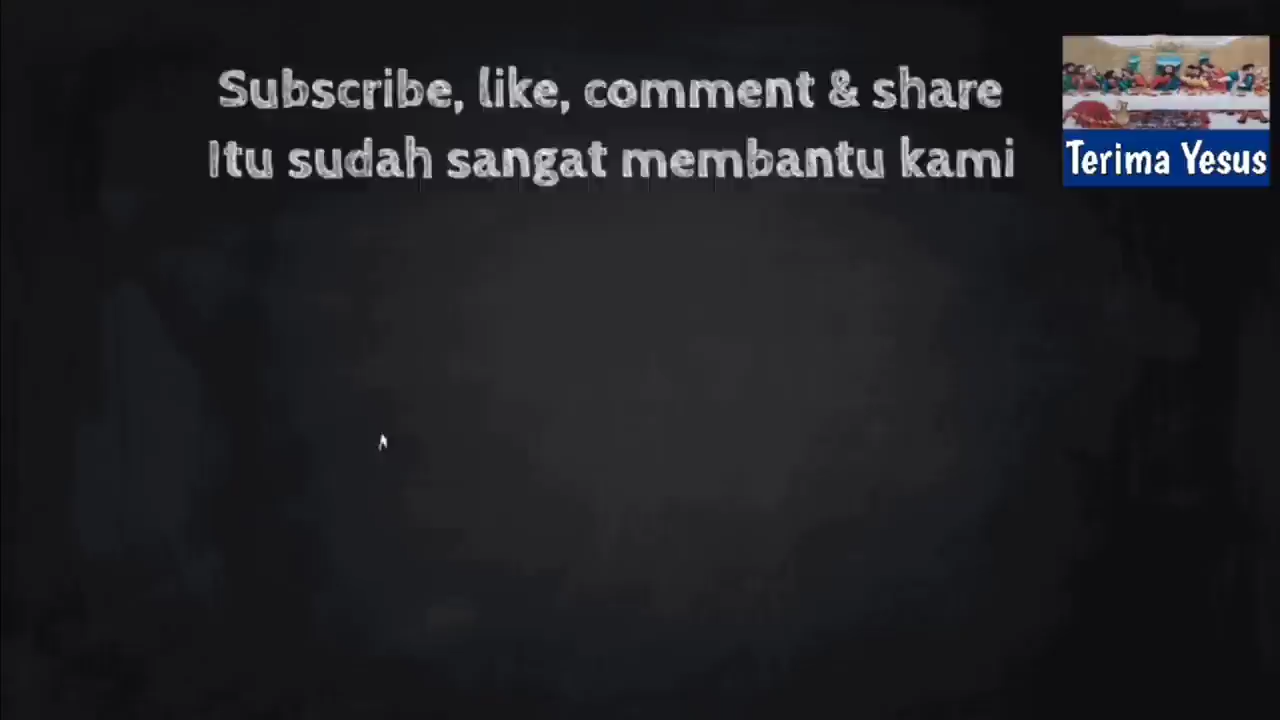 Subscribe, like, comment & share
Itu sudah sangat membantu kami
Terima Yesus